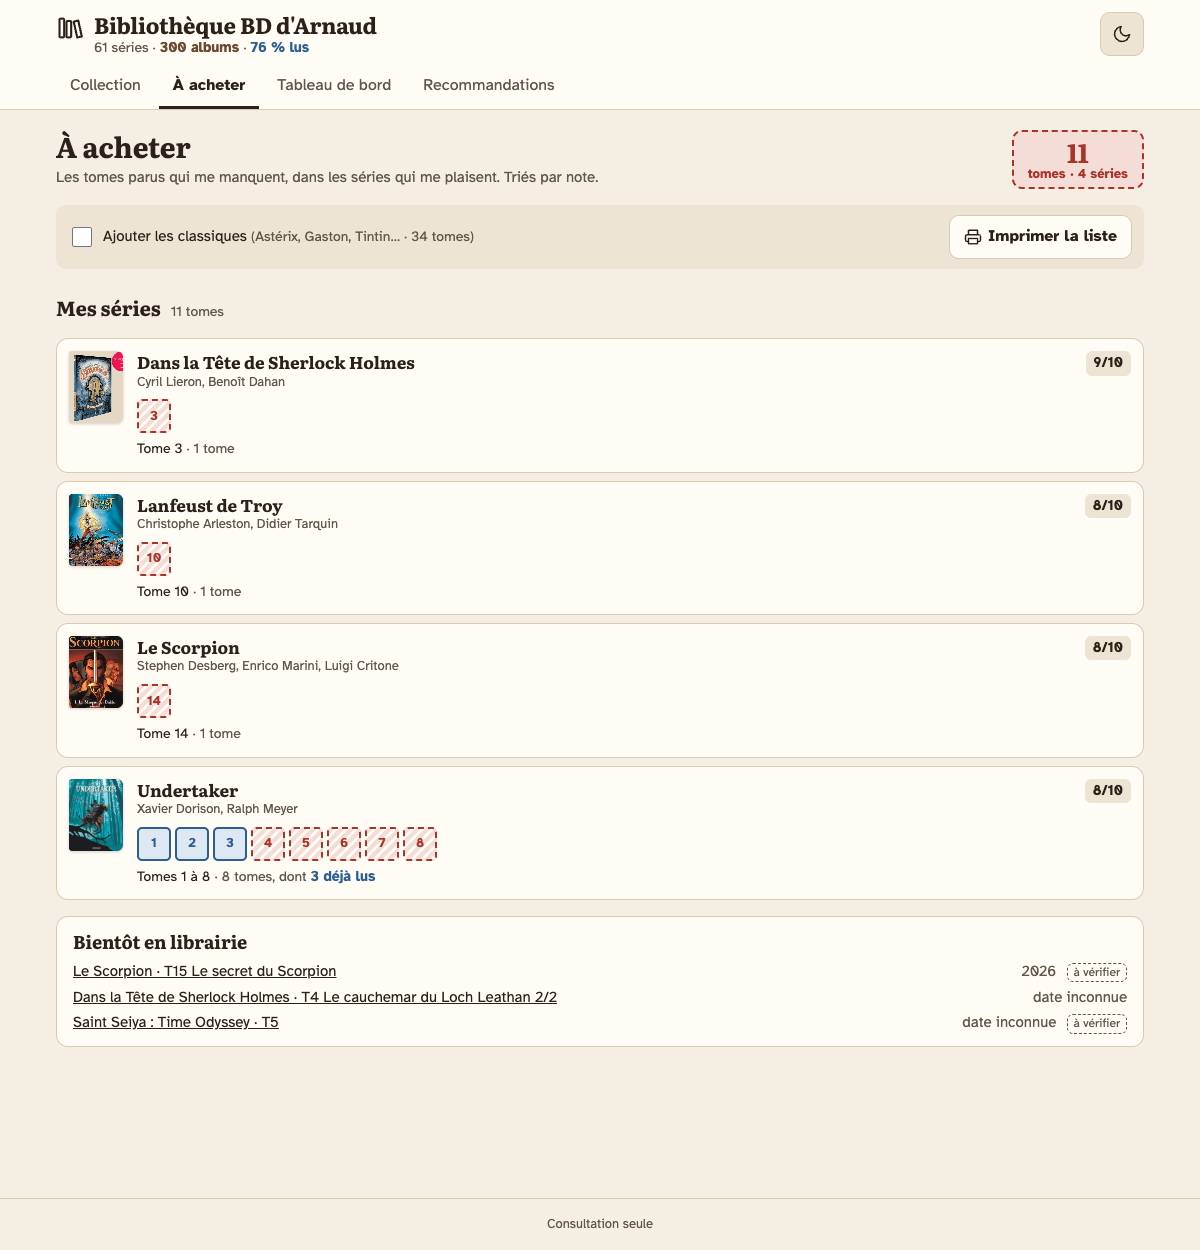 Bibliothèque BD d'Arnaud
61 séries · 300 albums · 76 % lus
Collection À acheter Tableau de bord Recommandations
À acheter
Les tomes parus qui me manquent, dans les séries qui me plaisent. Triés par note.
11
tomes · 4 séries
Ajouter les classiques (Astérix, Gaston, Tintin… · 34 tomes)
Imprimer la liste
Mes séries 11 tomes
Dans la Tête de Sherlock Holmes
9/10
Cyril Lieron, Benoît Dahan
3
Tome 3 · 1 tome
LANFEUST
Lanfeust de Troy
8/10
Christophe Arleston, Didier Tarquin
10
Tome 10 · 1 tome
SCORPION
Le Scorpion
8/10
Stephen Desberg, Enrico Marini, Luigi Critone
14
Tome 14 · 1 tome
UNDERTAKER
Undertaker
8/10
Xavier Dorison, Ralph Meyer
1 2 3 4 5 6 7 8
Tomes 1 à 8 · 8 tomes, dont 3 déjà lus
Bientôt en librairie
Le Scorpion · T15 Le secret du Scorpion 2026 à vérifier
Dans la Tête de Sherlock Holmes · T4 Le cauchemar du Loch Leathan 2/2 date inconnue
Saint Seiya : Time Odyssey · T5 date inconnue à vérifier
Consultation seule